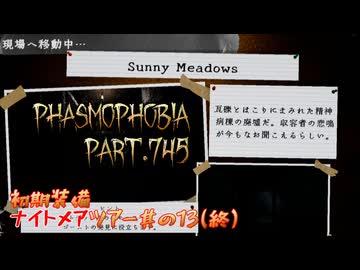 現場へ移動中…
Sunny Meadows
PHASMOPHOBIA
PART.745
瓦礫とほこりにまみれた精神
病棟の廃墟だ。収容者の悲鳴
が今もなお聞こえるらしい。
初期装備
ナイトメアツアー其の13(終)